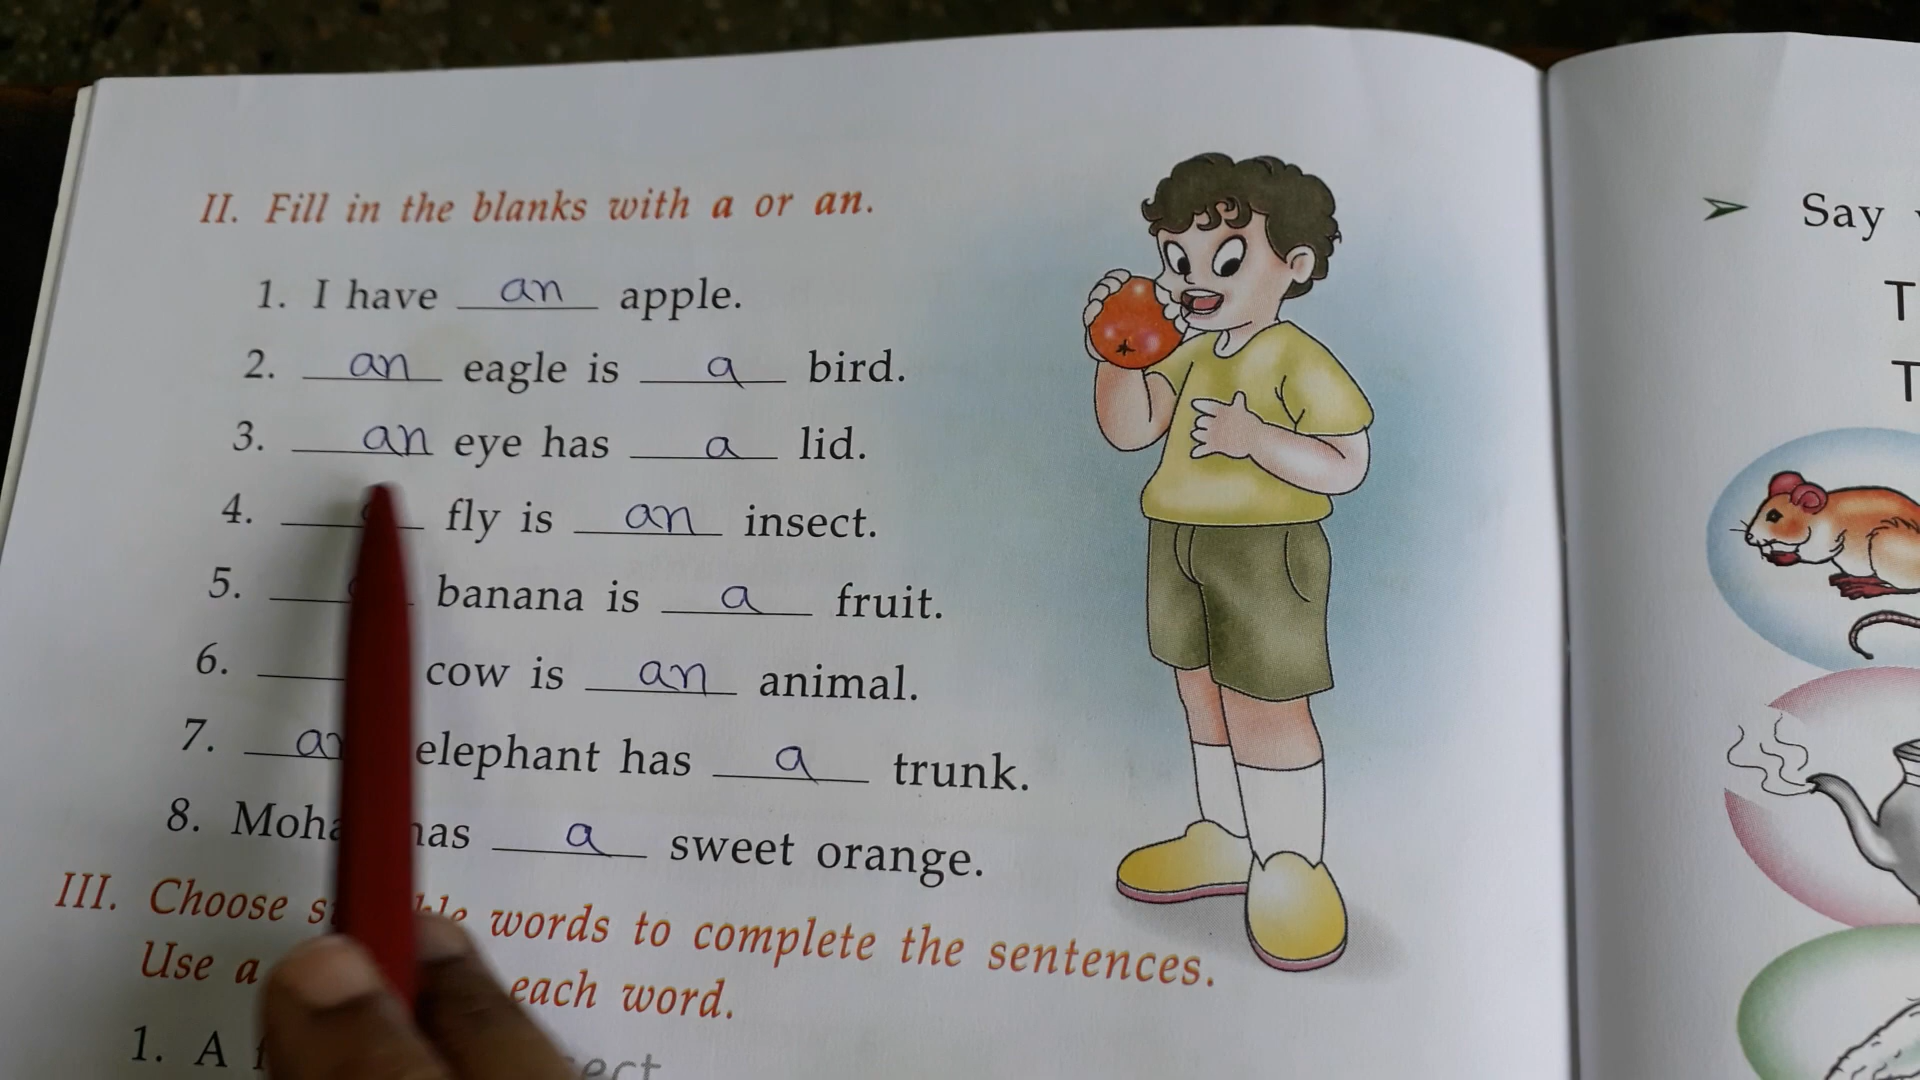 II. Fill in the blanks with a or an.
1. I have an apple.
2. an eagle is a bird.
3. an eye has a lid.
4. fly is an insect.
5. banana is a fruit.
6. cow is an animal.
7. elephant has a trunk.
8. has a sweet orange.
III. Choose words to complete the sentences.
Use a each word.
1. A
Say